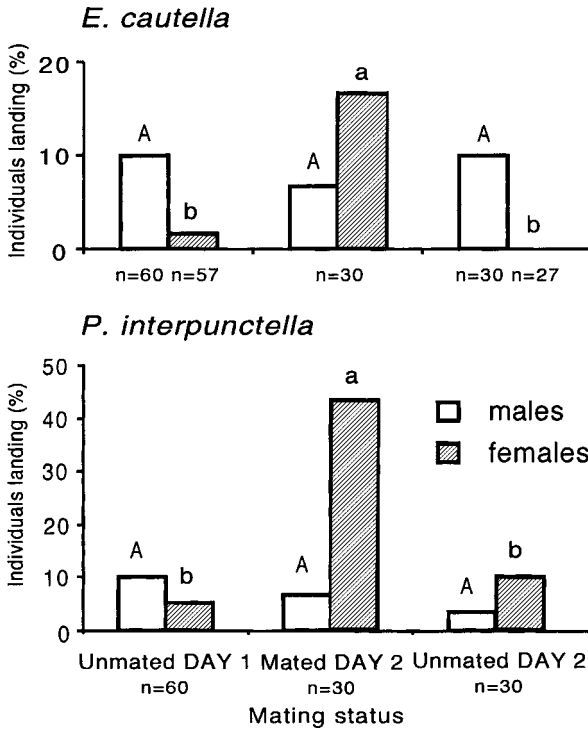 E. cautella
Individuals landing (%)
20
10
0
A
b
A
a
A
b
n=60 n=57
n=30
n=30 n=27
P. interpunctella
Individuals landing (%)
50
40
30
20
10
0
A
b
A
a
A
b
males
females
Unmated DAY 1 Mated DAY 2 Unmated DAY 2
n=60
n=30
n=30
Mating status